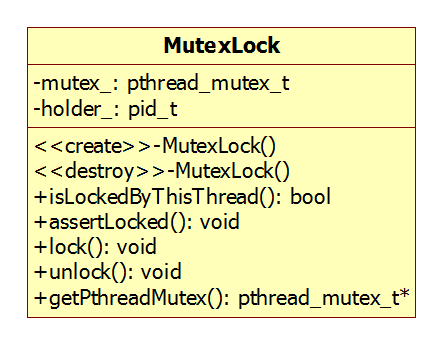 MutexLock
-mutex_: pthread_mutex_t
-holder_: pid_t
<<create>>-MutexLock()
<<destroy>>-MutexLock()
+isLockedByThisThread(): bool
+assertLocked(): void
+lock(): void
+unlock(): void
+getPthreadMutex(): pthread_mutex_t*